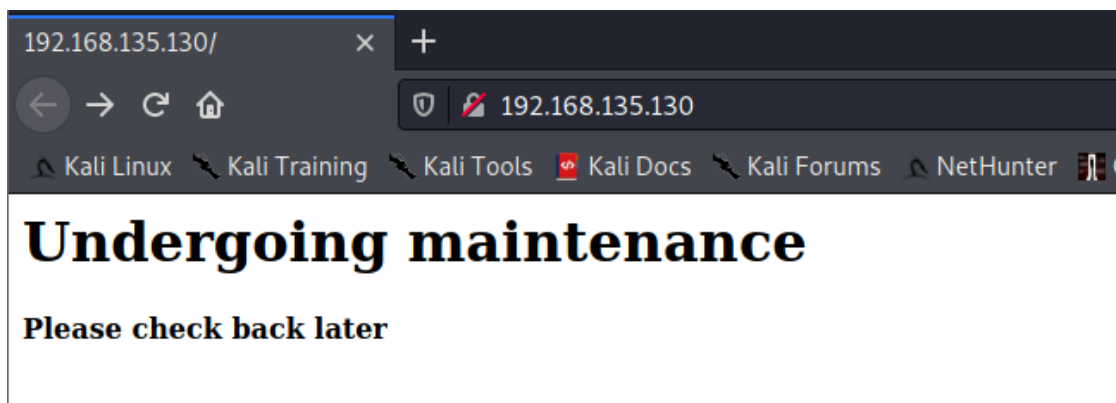 192.168.135.130/
192.168.135.130
Kali Linux Kali Training Kali Tools Kali Docs Kali Forums NetHunter
Undergoing maintenance
Please check back later